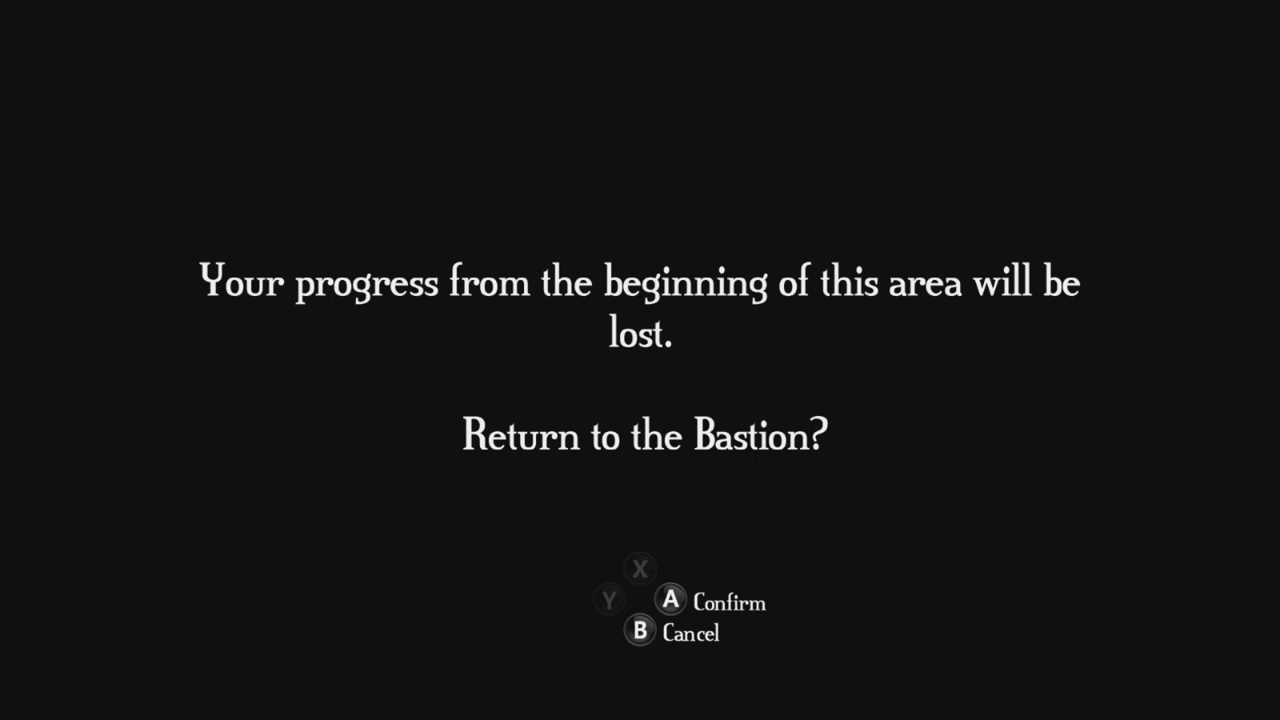 Your progress from the beginning of this area will be
lost.
Return to the Bastion?
X
Y A Confirm
B Cancel